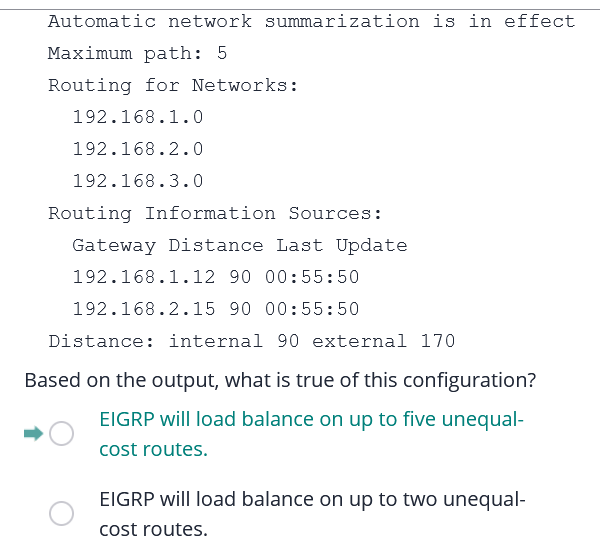 Automatic network summarization is in effect
Maximum path: 5
Routing for Networks:
192.168.1.0
192.168.2.0
192.168.3.0
Routing Information Sources:
Gateway Distance Last Update
192.168.1.12 90 00:55:50
192.168.2.15 90 00:55:50
Distance: internal 90 external 170
Based on the output, what is true of this configuration?
EIGRP will load balance on up to five unequal-
cost routes.
EIGRP will load balance on up to two unequal-
cost routes.